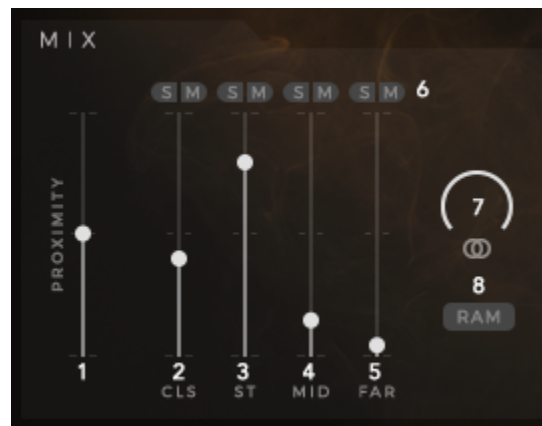 MIX
S M S M S M S M 6
PROXIMITY
7
8
RAM
1 2 3 4 5
CLS ST MID FAR